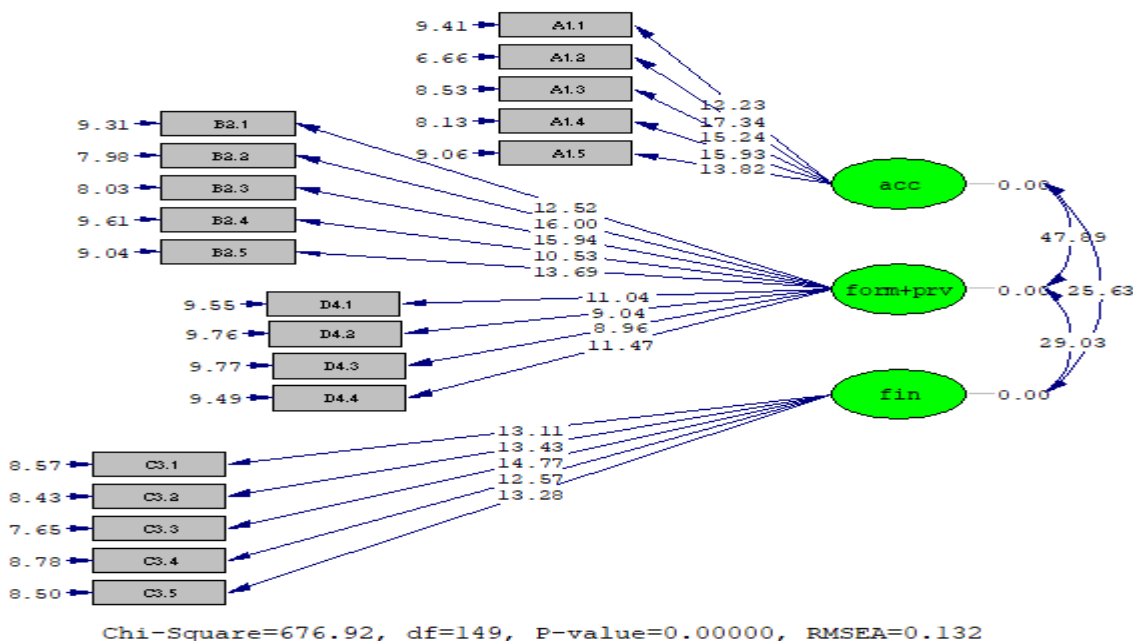 9.41 A1.1
6.66 A1.2
8.53 A1.3
8.13 A1.4
9.06 A1.5
12.23
17.34
15.24
15.93
13.82
acc 0.00
9.31 B2.1
7.98 B2.2
8.03 B2.3
9.61 B2.4
9.04 B2.5
12.52
16.00
15.94
10.53
13.69
47.89
form+prv 0.00 25.63
9.55 D4.1
9.76 D4.2
9.77 D4.3
9.49 D4.4
11.04
9.04
8.96
11.47
29.03
fin 0.00
8.57 C3.1
8.43 C3.2
7.65 C3.3
8.78 C3.4
8.50 C3.5
13.11
13.43
14.77
12.57
13.28
Chi-Square=676.92, df=149, P-value=0.00000, RMSEA=0.132